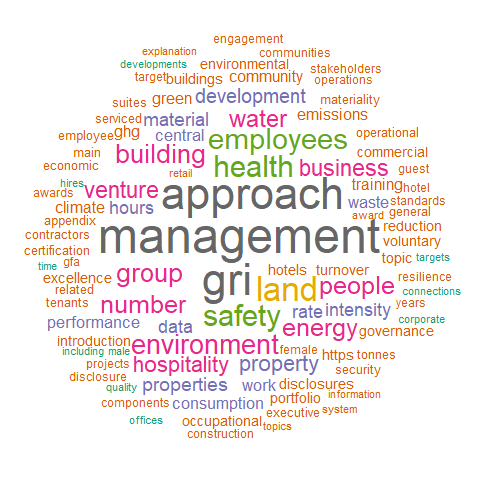 engagement
explanation communities
developments environmental stakeholders
target buildings community operations
suites green development materiality
serviced material water emissions
employee ghg central employees operational
main building health business commercial
economic retail guest
hires venture approach training hotel
awards hours waste standards
climate award general
appendix management reduction
contractors voluntary
certification topic targets
time gfa group gri hotels turnover resilience
excellence land people connections
related number safety rate intensity years
tenants corporate
performance data energy governance
introduction environment female https tonnes
including male hospitality property security
projects
disclosure properties work disclosures
quality portfolio information
components consumption executive system
offices occupational topics
construction